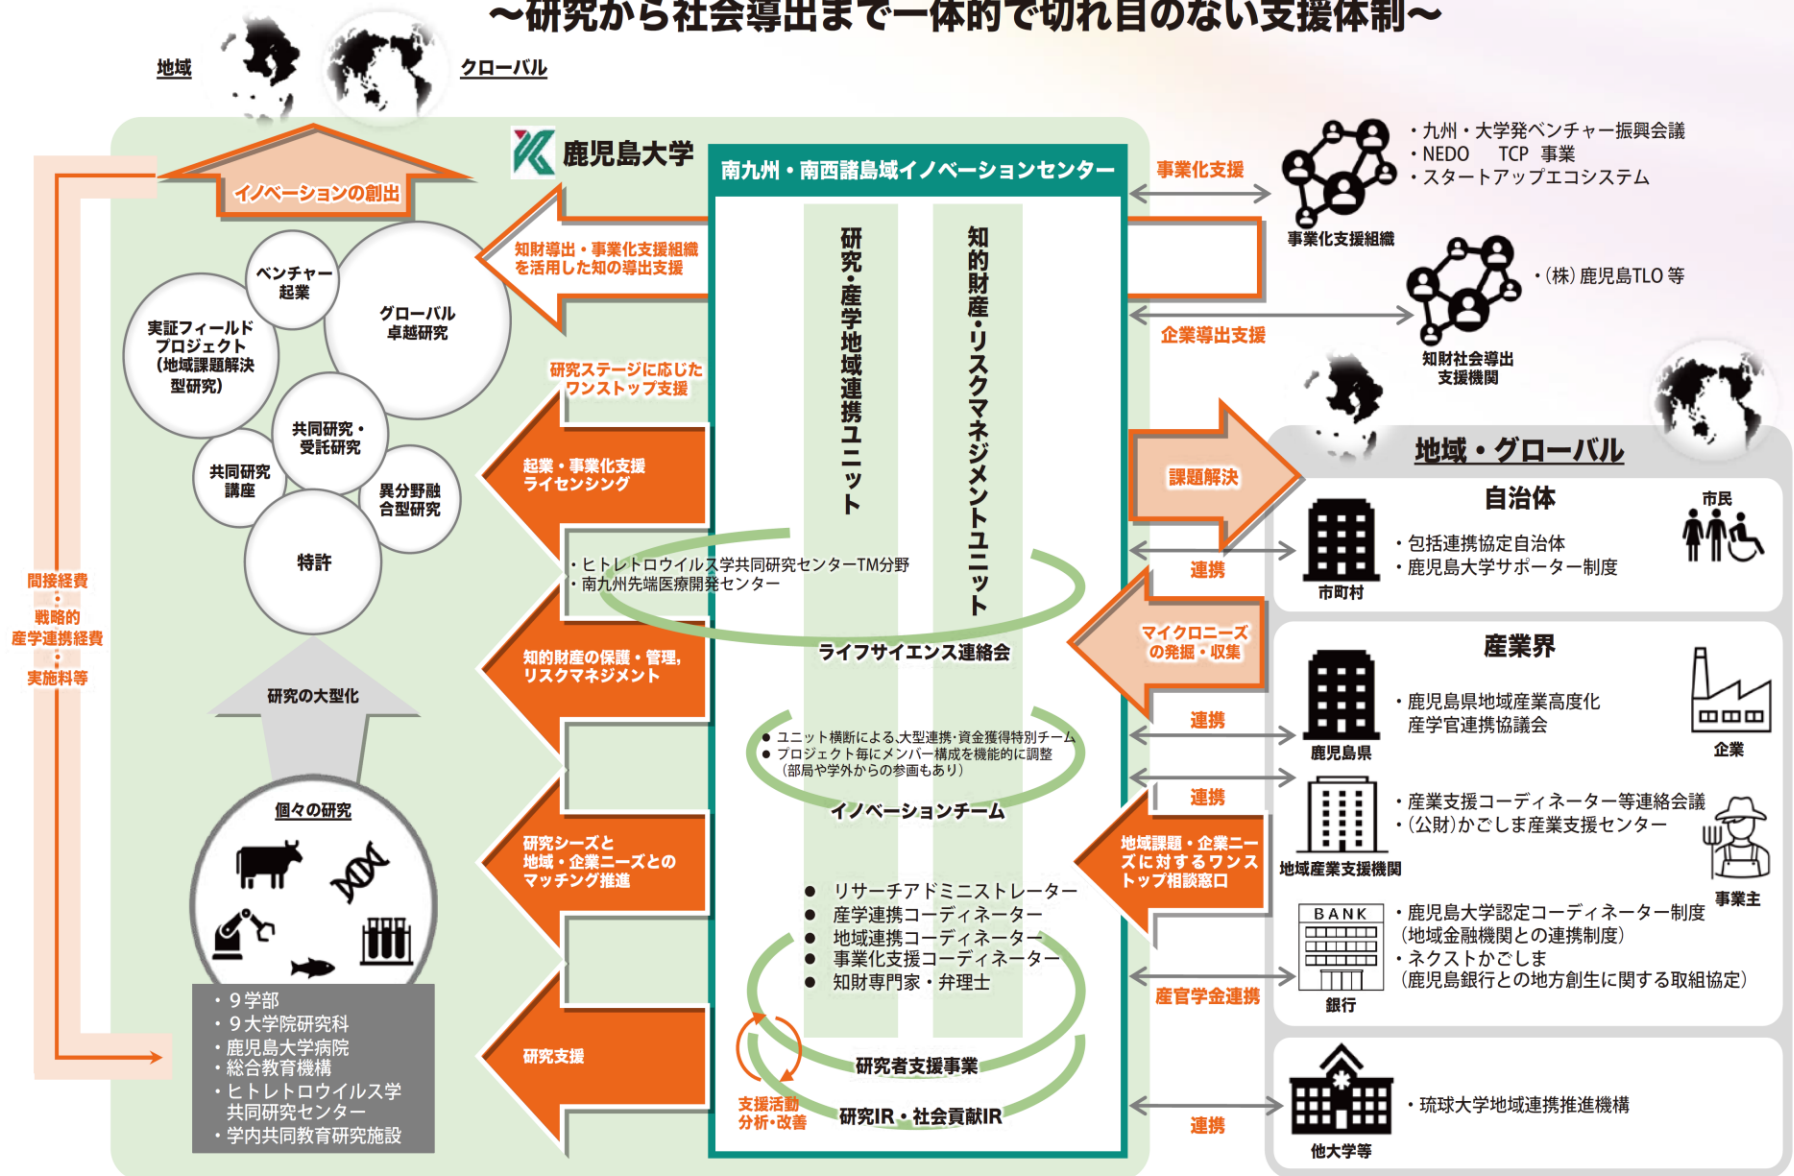 ～研究から社会導出まで一体的で切れ目のない支援体制～
地域
クローバル
鹿児島大学
イノベーションの創出
ベンチャー
起業
グローバル
卓越研究
実証フィールド
プロジェクト
(地域課題解決
型研究)
共同研究・
受託研究
共同研究
講座
異分野融
合型研究
特許
間接経費
・
戦略的
産学連携経費
・
実施料等
研究の大型化
個々の研究
・９学部
・９大学院研究科
・鹿児島大学病院
・総合教育機構
・ヒトレトロウイルス学
共同研究センター
・学内共同教育研究施設
知財導出・事業化支援組織
を活用した知の導出支援
研究ステージに応じた
ワンストップ支援
起業・事業化支援
ライセンシング
知的財産の保護・管理,
リスクマネジメント
研究シーズと
地域・企業ニーズとの
マッチング推進
研究支援
南九州・南西諸島域イノベーションセンター
研究・産学地域連携ユニット
知的財産・リスクマネジメントユニット
・ヒトレトロウイルス学共同研究センターTM分野
・南九州先端医療開発センター
ライフサイエンス連絡会
● ユニット横断による、大型連携・資金獲得特別チーム
● プロジェクト毎にメンバー構成を機能的に調整
(部局や学外からの参画もあり)
イノベーションチーム
● リサーチアドミニストレーター
● 産学連携コーディネーター
● 地域連携コーディネーター
● 事業化支援コーディネーター
● 知財専門家・弁理士
研究者支援事業
支援活動
分析・改善
研究IR・社会貢献IR
事業化支援
事業化支援組織
・九州・大学発ベンチャー振興会議
・NEDO TCP 事業
・スタートアップエコシステム
企業導出支援
知財社会導出
支援機関
・(株)鹿児島TLO 等
課題解決
連携
マイクロニーズ
の発掘・収集
連携
連携
地域課題・企業ニー
ズに対するワンス
トップ相談窓口
産官学金連携
連携
地域・グローバル
自治体
市民
市町村
・包括連携協定自治体
・鹿児島大学サポーター制度
産業界
鹿児島県
・鹿児島県地域産業高度化
産学官連携協議会
企業
地域産業支援機関
・産業支援コーディネーター等連絡会議
・(公財)かごしま産業支援センター
事業主
BANK
銀行
・鹿児島大学認定コーディネーター制度
(地域金融機関との連携制度)
・ネクストかごしま
(鹿児島銀行との地方創生に関する取組協定)
他大学等
・琉球大学地域連携推進機構